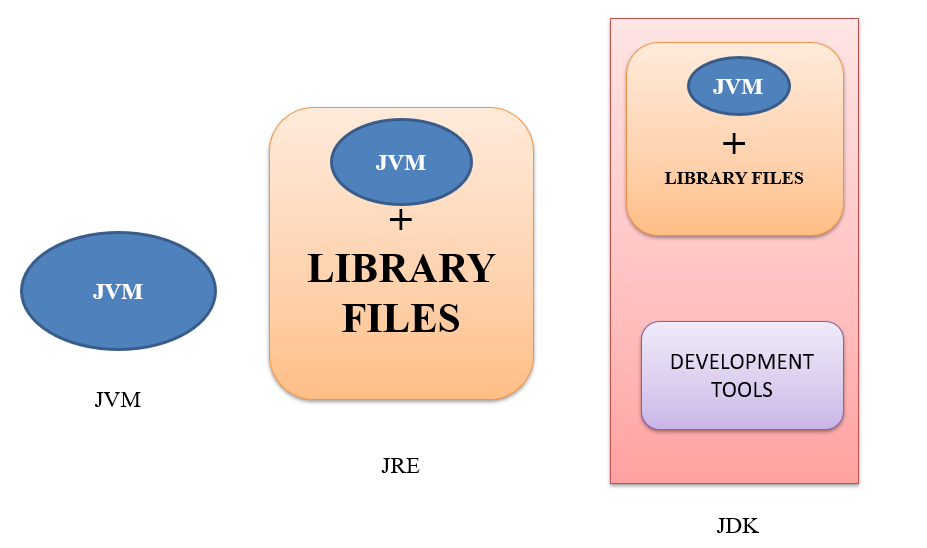 JVM
JVM
JVM
+
LIBRARY
FILES
JRE
JVM
+
LIBRARY FILES
DEVELOPMENT
TOOLS
JDK